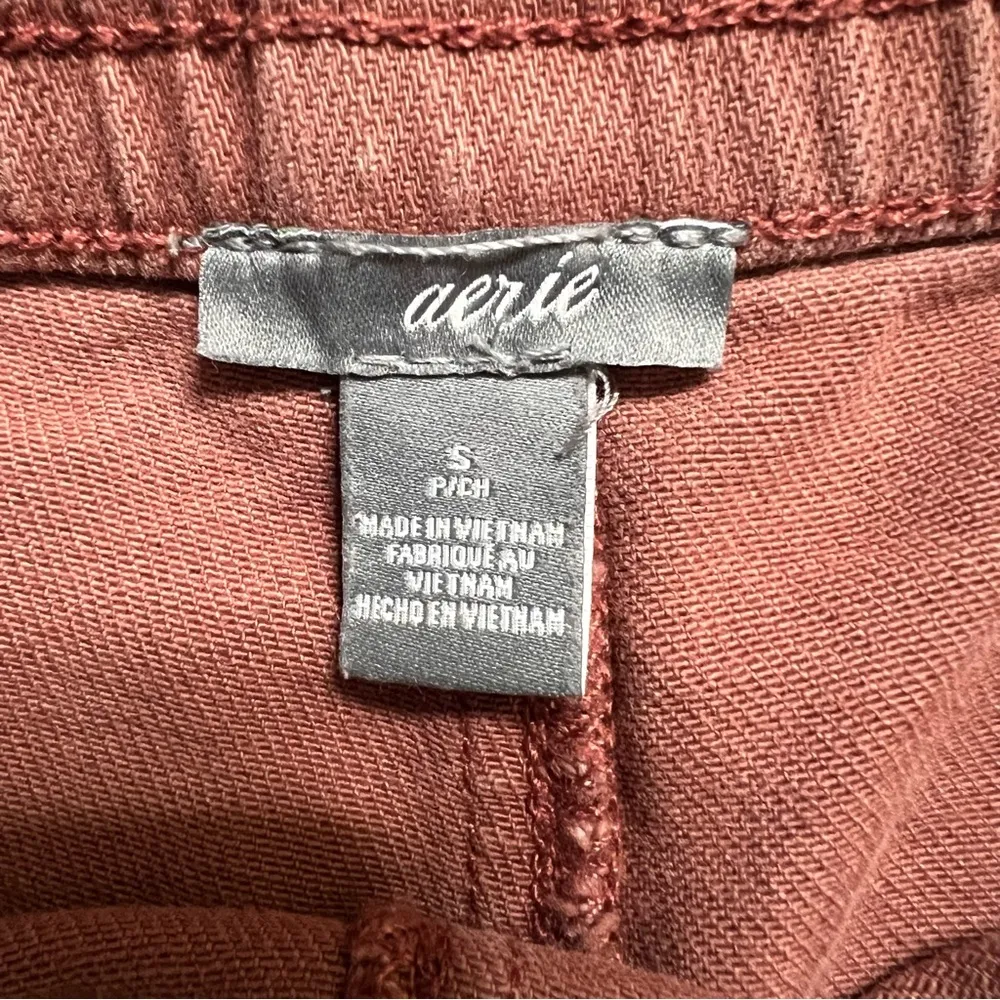 aerie
S
P/CH
MADE IN VIETNAM
FABRIQUÉ AU
VIETNAM
HECHO EN VIETNAM